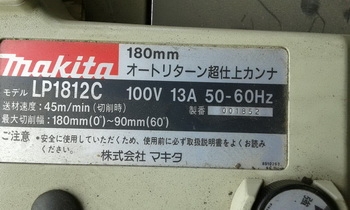 180mm
makita オートリターン超仕上カンナ
モデル LP1812C 100V 13A 50-60Hz
送材速度:45m/min(切削時) 製番 001852
最大切削幅:180mm(0°)~90mm(60°)
ご注意 •安全に使用していただくため、使用前に必ず取扱説明書をよくお読み
ください。
株式会社 マキタ